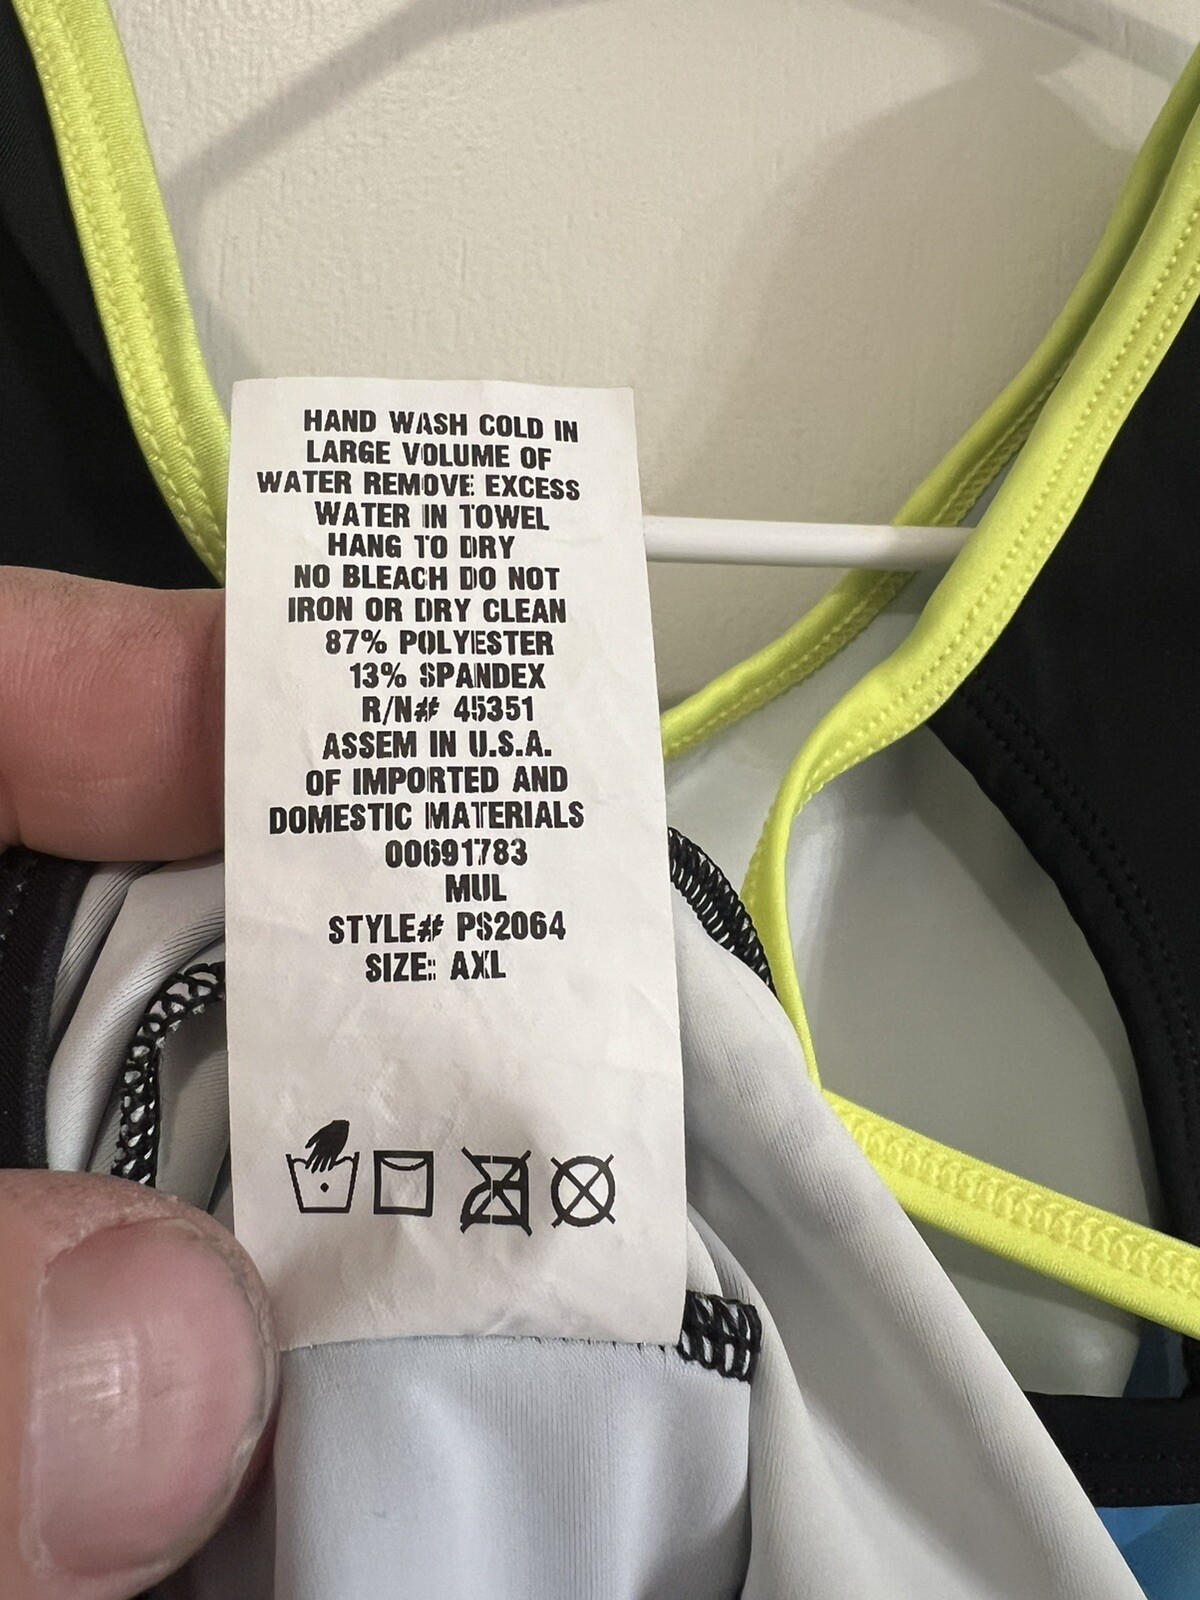 HAND WASH COLD IN
LARGE VOLUME OF
WATER REMOVE EXCESS
WATER IN TOWEL
HANG TO DRY
NO BLEACH DO NOT
IRON OR DRY CLEAN
87% POLYESTER
13% SPANDEX
R/N# 45351
ASSEM IN U.S.A.
OF IMPORTED AND
DOMESTIC MATERIALS
00691783
MUL
STYLE# PS2064
SIZE: AXL